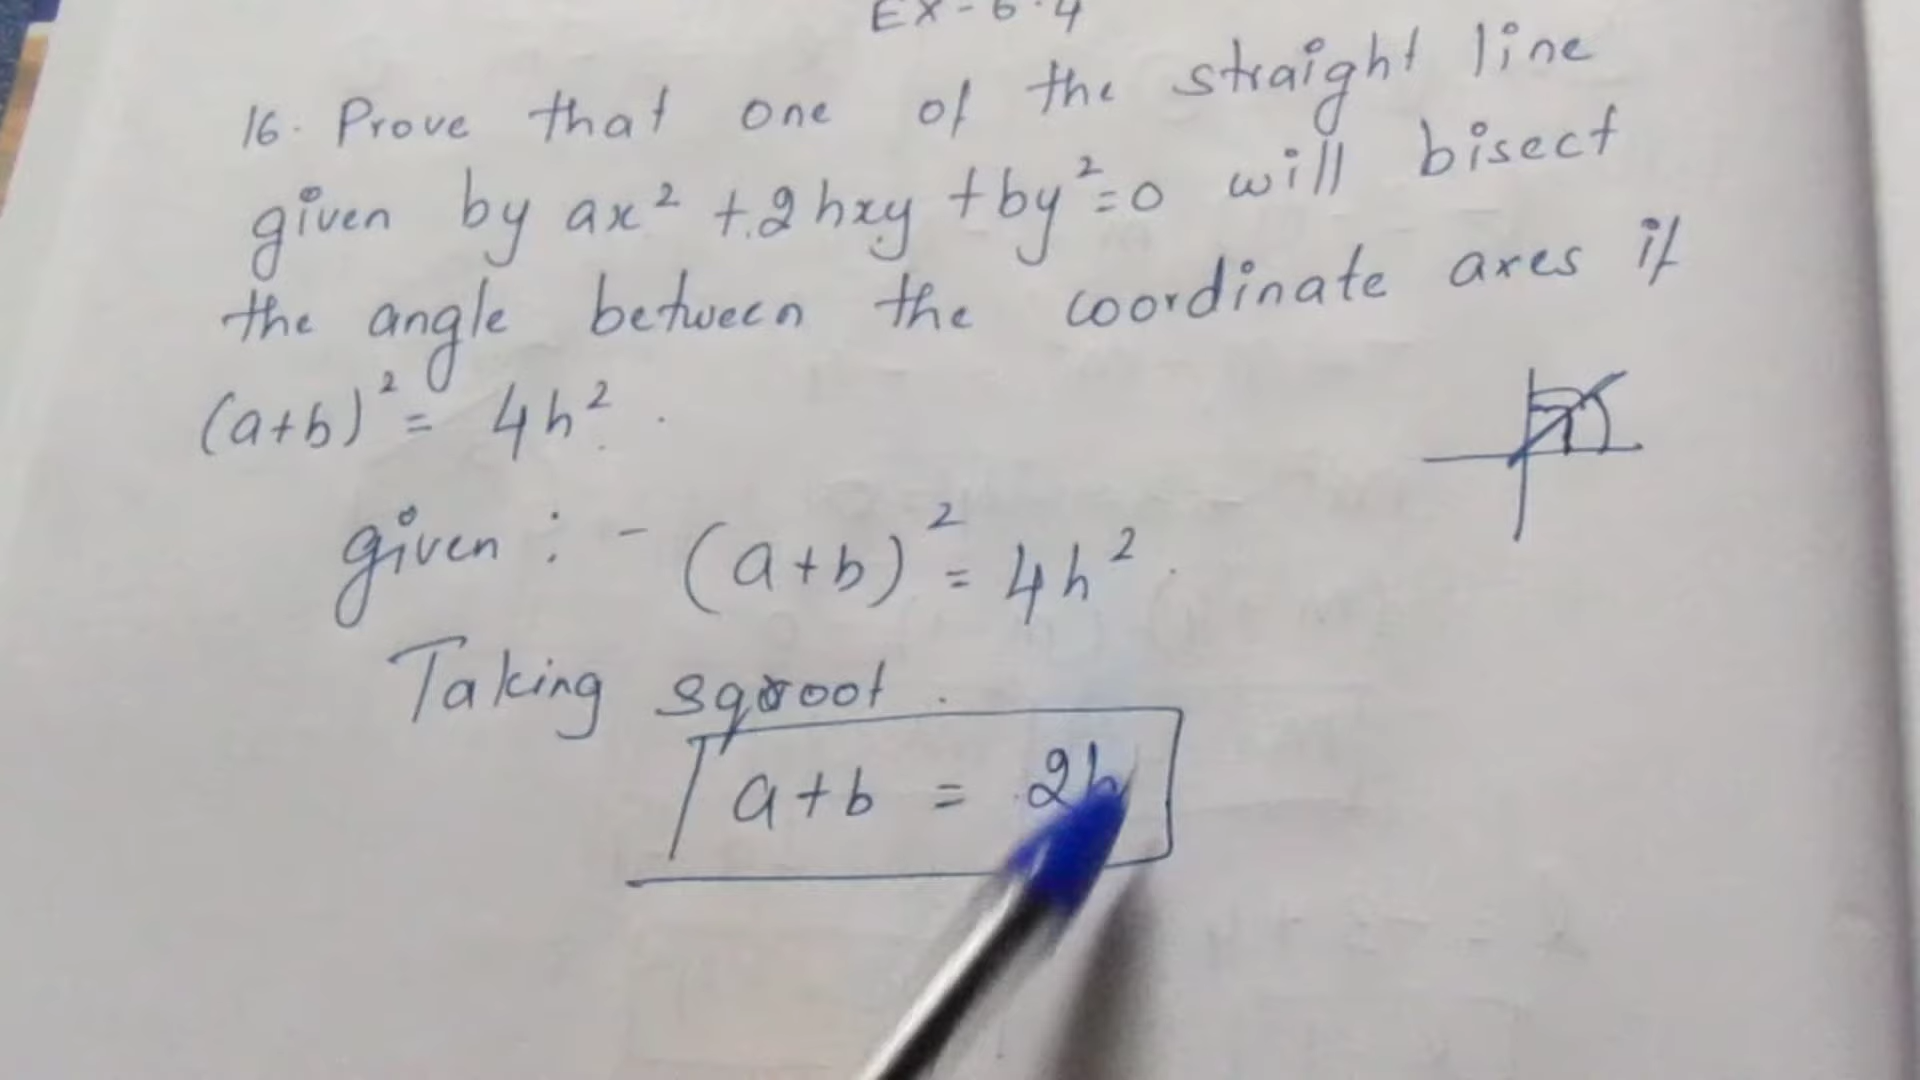 EX-6.4
16. Prove that one of the straight line
given by ax² + 2hxy + by² = 0 will bisect
the angle between the coordinate axes if
(a+b)² = 4h².
given :- (a+b)² = 4h².
Taking sqroot.
a+b = 2h